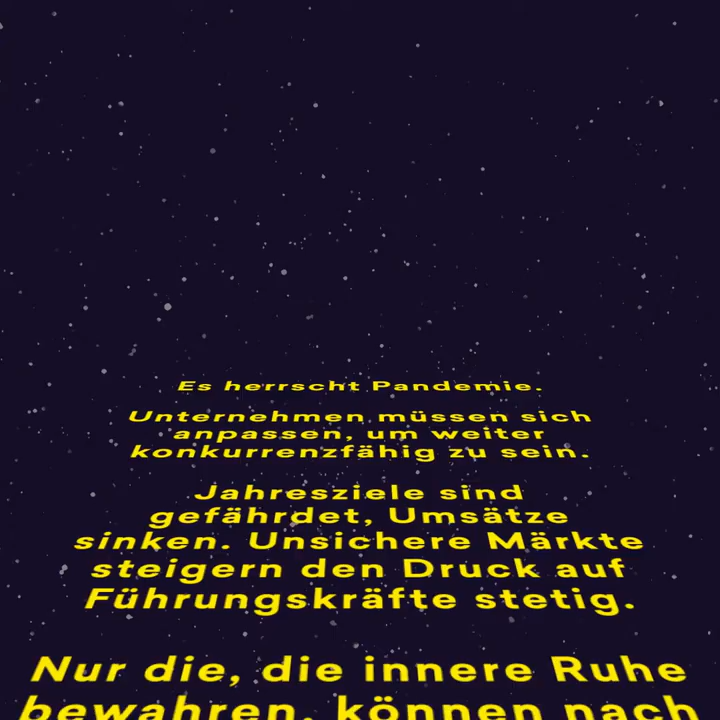 Es herrscht Pandemie.
Unternehmen müssen sich
anpassen, um weiter
konkurrenzfähig zu sein.
Jahresziele sind
gefährdet, Umsätze
sinken. Unsichere Märkte
steigern den Druck auf
Führungskräfte stetig.
Nur die, die innere Ruhe
bewahren, können nach